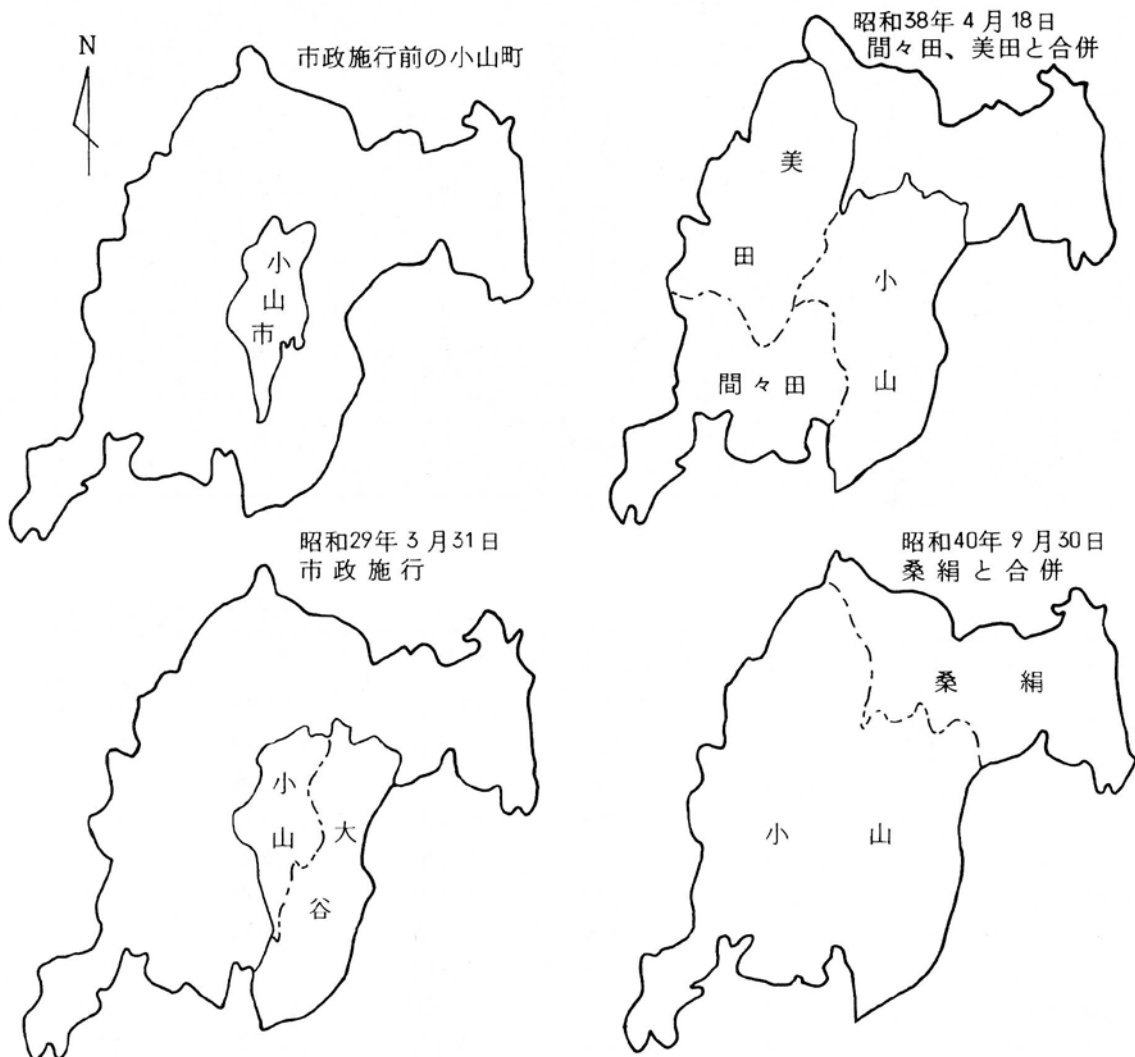 N
市政施行前の小山町
小山市
昭和38年4月18日
間々田、美田と合併
美田
小山
間々田
昭和29年3月31日
市政施行
小山
大谷
昭和40年9月30日
桑絹と合併
桑絹
小山